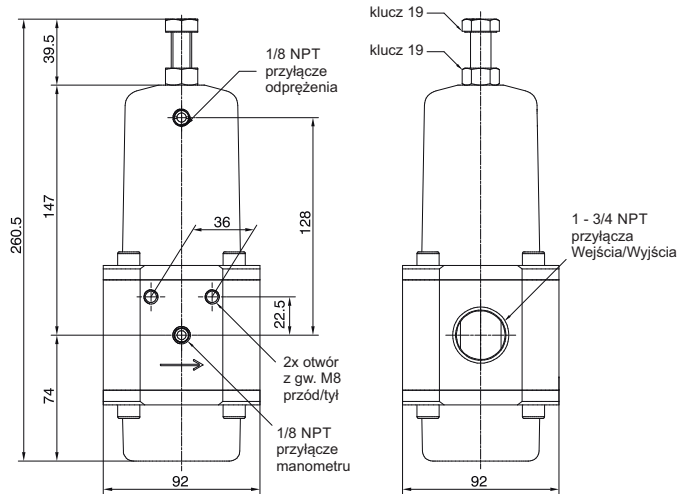 klucz 19
klucz 19
1/8 NPT
przyłącze
odprężenia
39.5
147
260.5
74
36
128
22.5
1 - 3/4 NPT
przyłącza
Wejścia/Wyjścia
2x otwór
z gw. M8
przód/tył
1/8 NPT
przyłącze
manometru
92
92